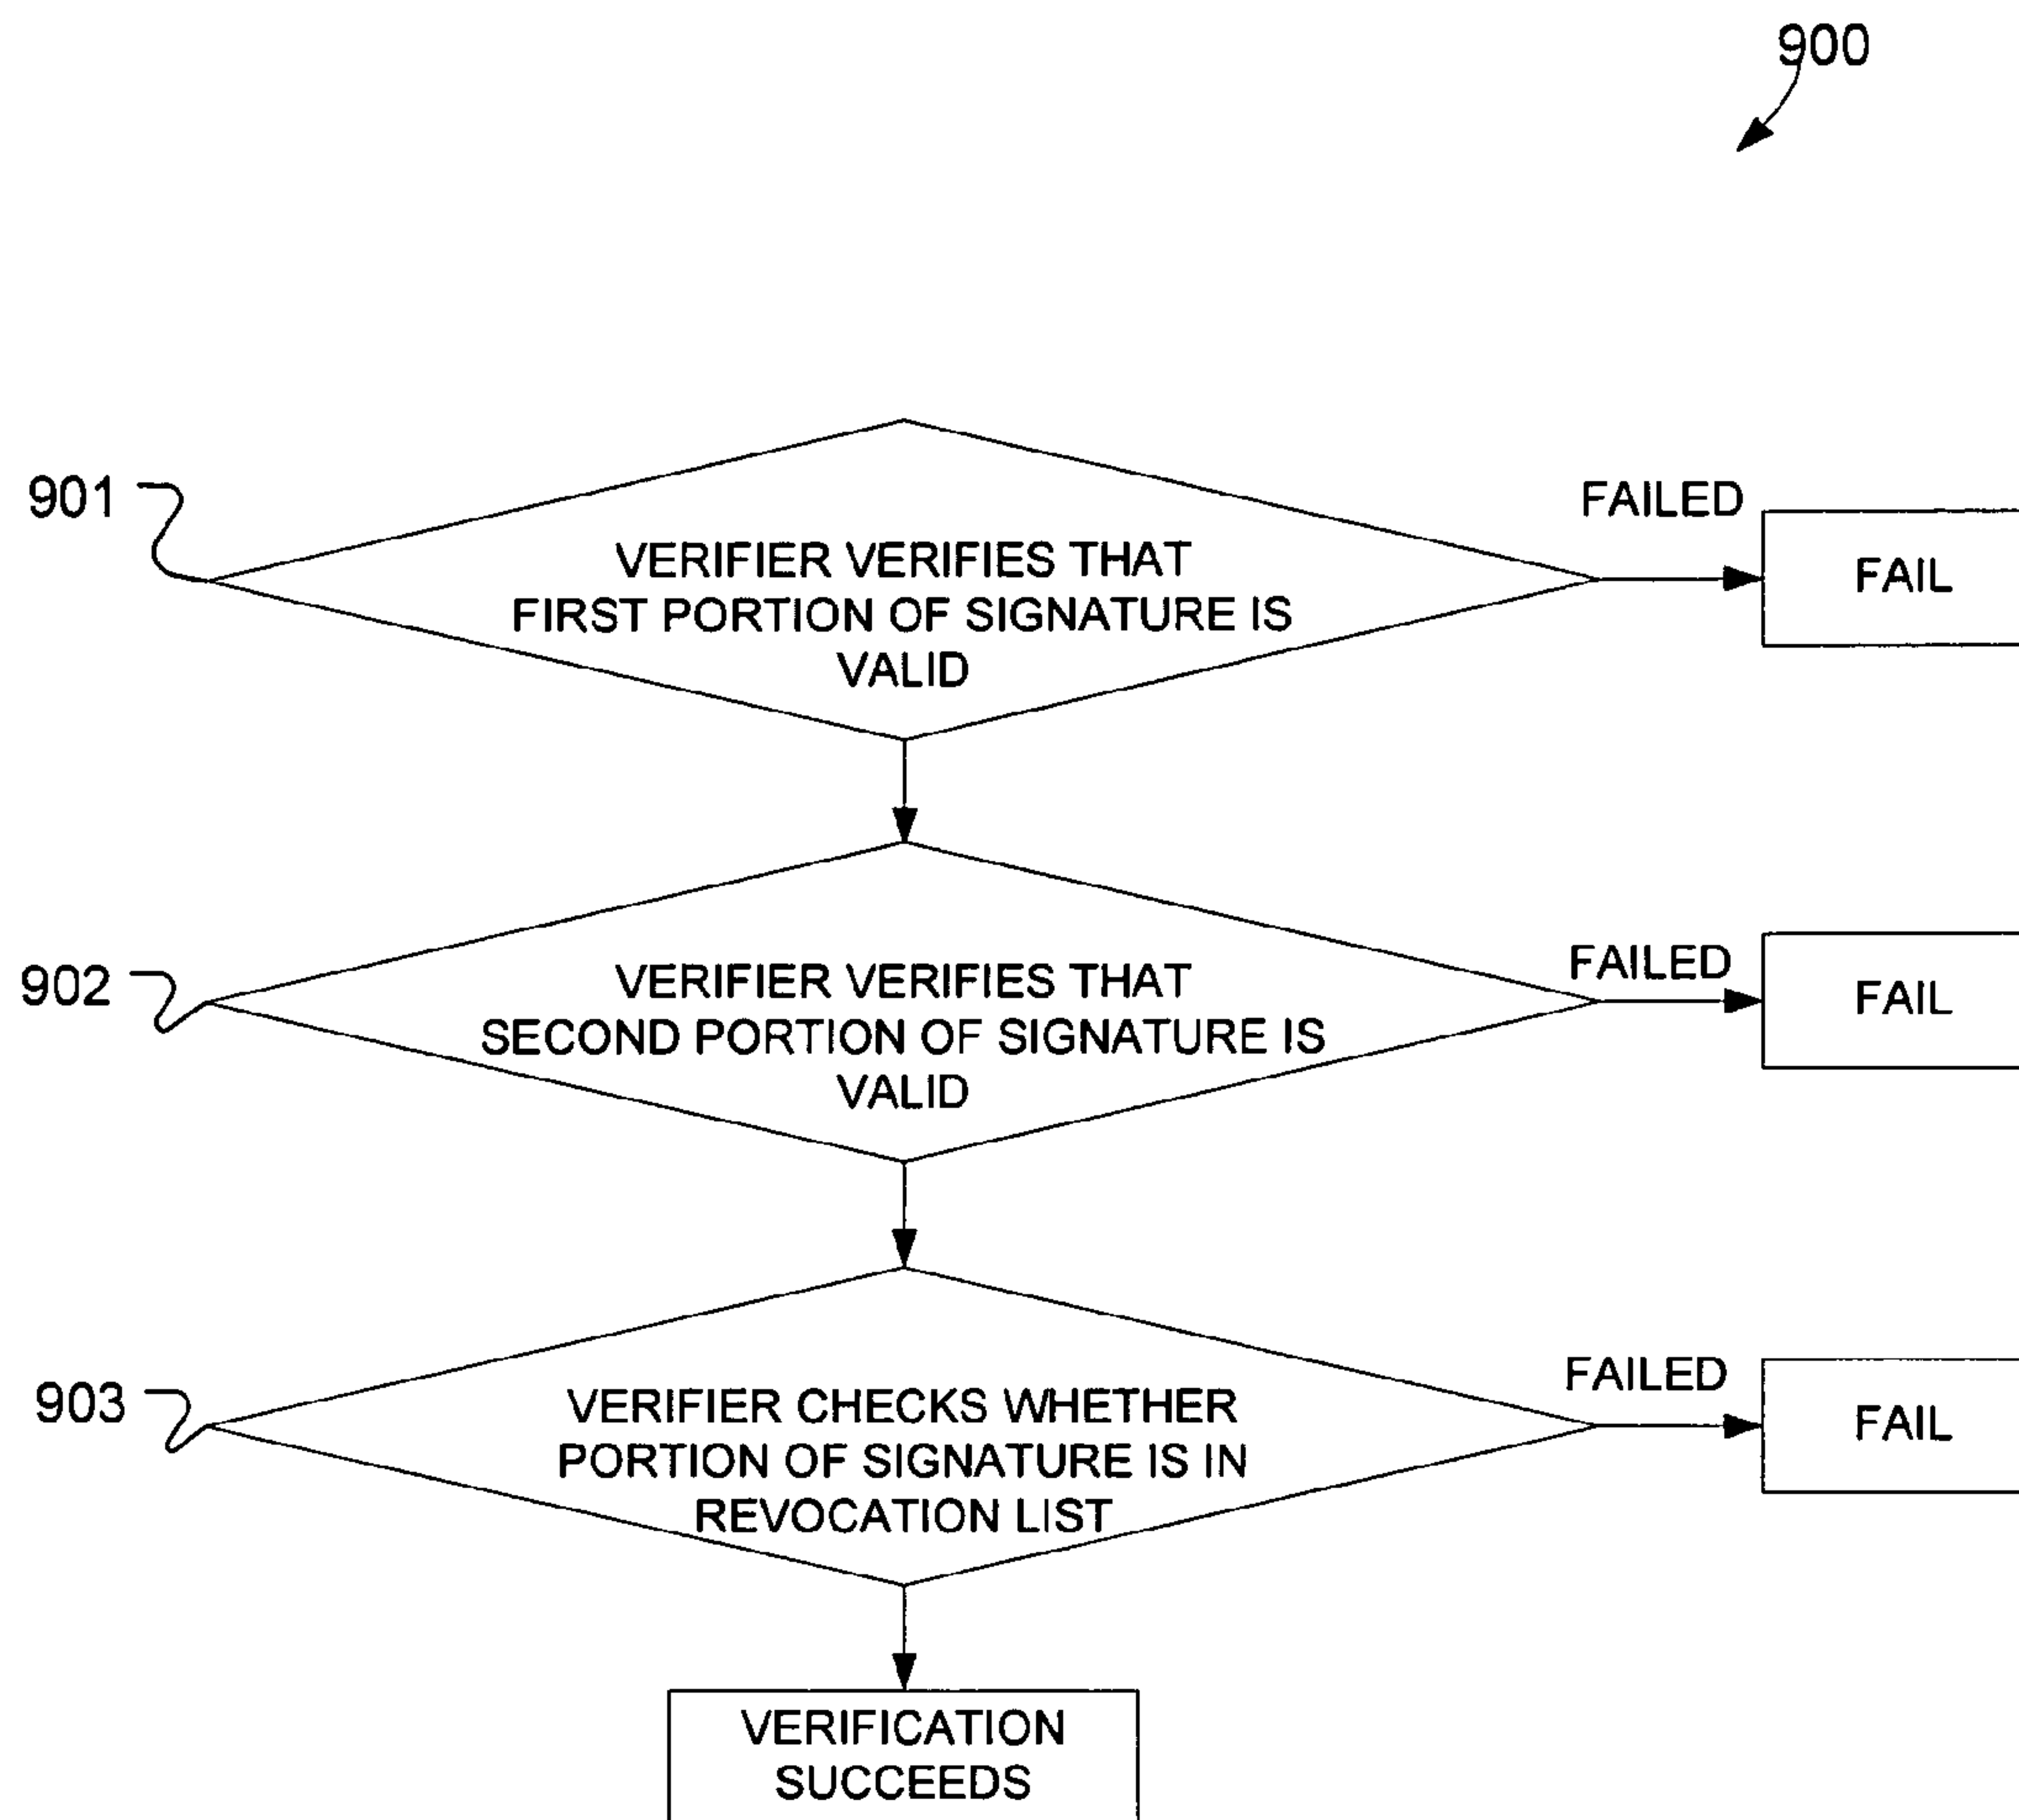 900
901
VERIFIER VERIFIES THAT
FIRST PORTION OF SIGNATURE IS
VALID
FAILED
FAIL
902
VERIFIER VERIFIES THAT
SECOND PORTION OF SIGNATURE IS
VALID
FAILED
FAIL
903
VERIFIER CHECKS WHETHER
PORTION OF SIGNATURE IS IN
REVOCATION LIST
FAILED
FAIL
VERIFICATION
SUCCEEDS